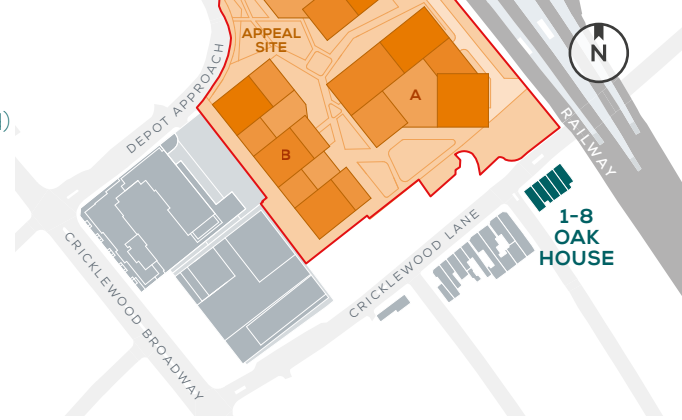 APPEAL
SITE
N
A
DEPOT APPROACH
)
RAILWAY
B
1-8
OAK
HOUSE
CRICKLEWOOD LANE
CRICKLEWOOD BROADWAY